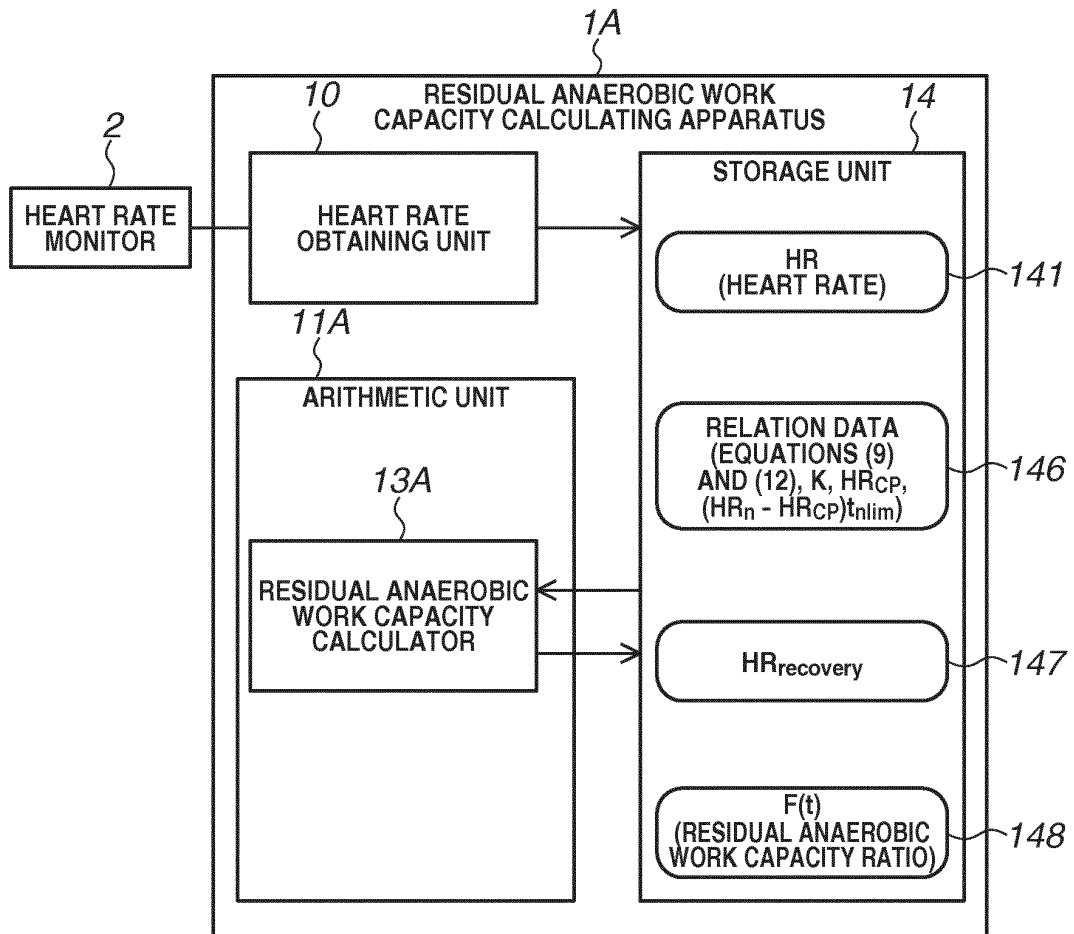 1A
RESIDUAL ANAEROBIC WORK
CAPACITY CALCULATING APPARATUS
2
HEART RATE
MONITOR
10
HEART RATE
OBTAINING UNIT
14
STORAGE UNIT
HR
(HEART RATE)
141
11A
ARITHMETIC UNIT
13A
RESIDUAL ANAEROBIC
WORK CAPACITY
CALCULATOR
RELATION DATA
(EQUATIONS (9)
AND (12), K, HRCP,
(HRn - HRCP)tnlim)
146
HRrecovery
147
F(t)
(RESIDUAL ANAEROBIC
WORK CAPACITY RATIO)
148